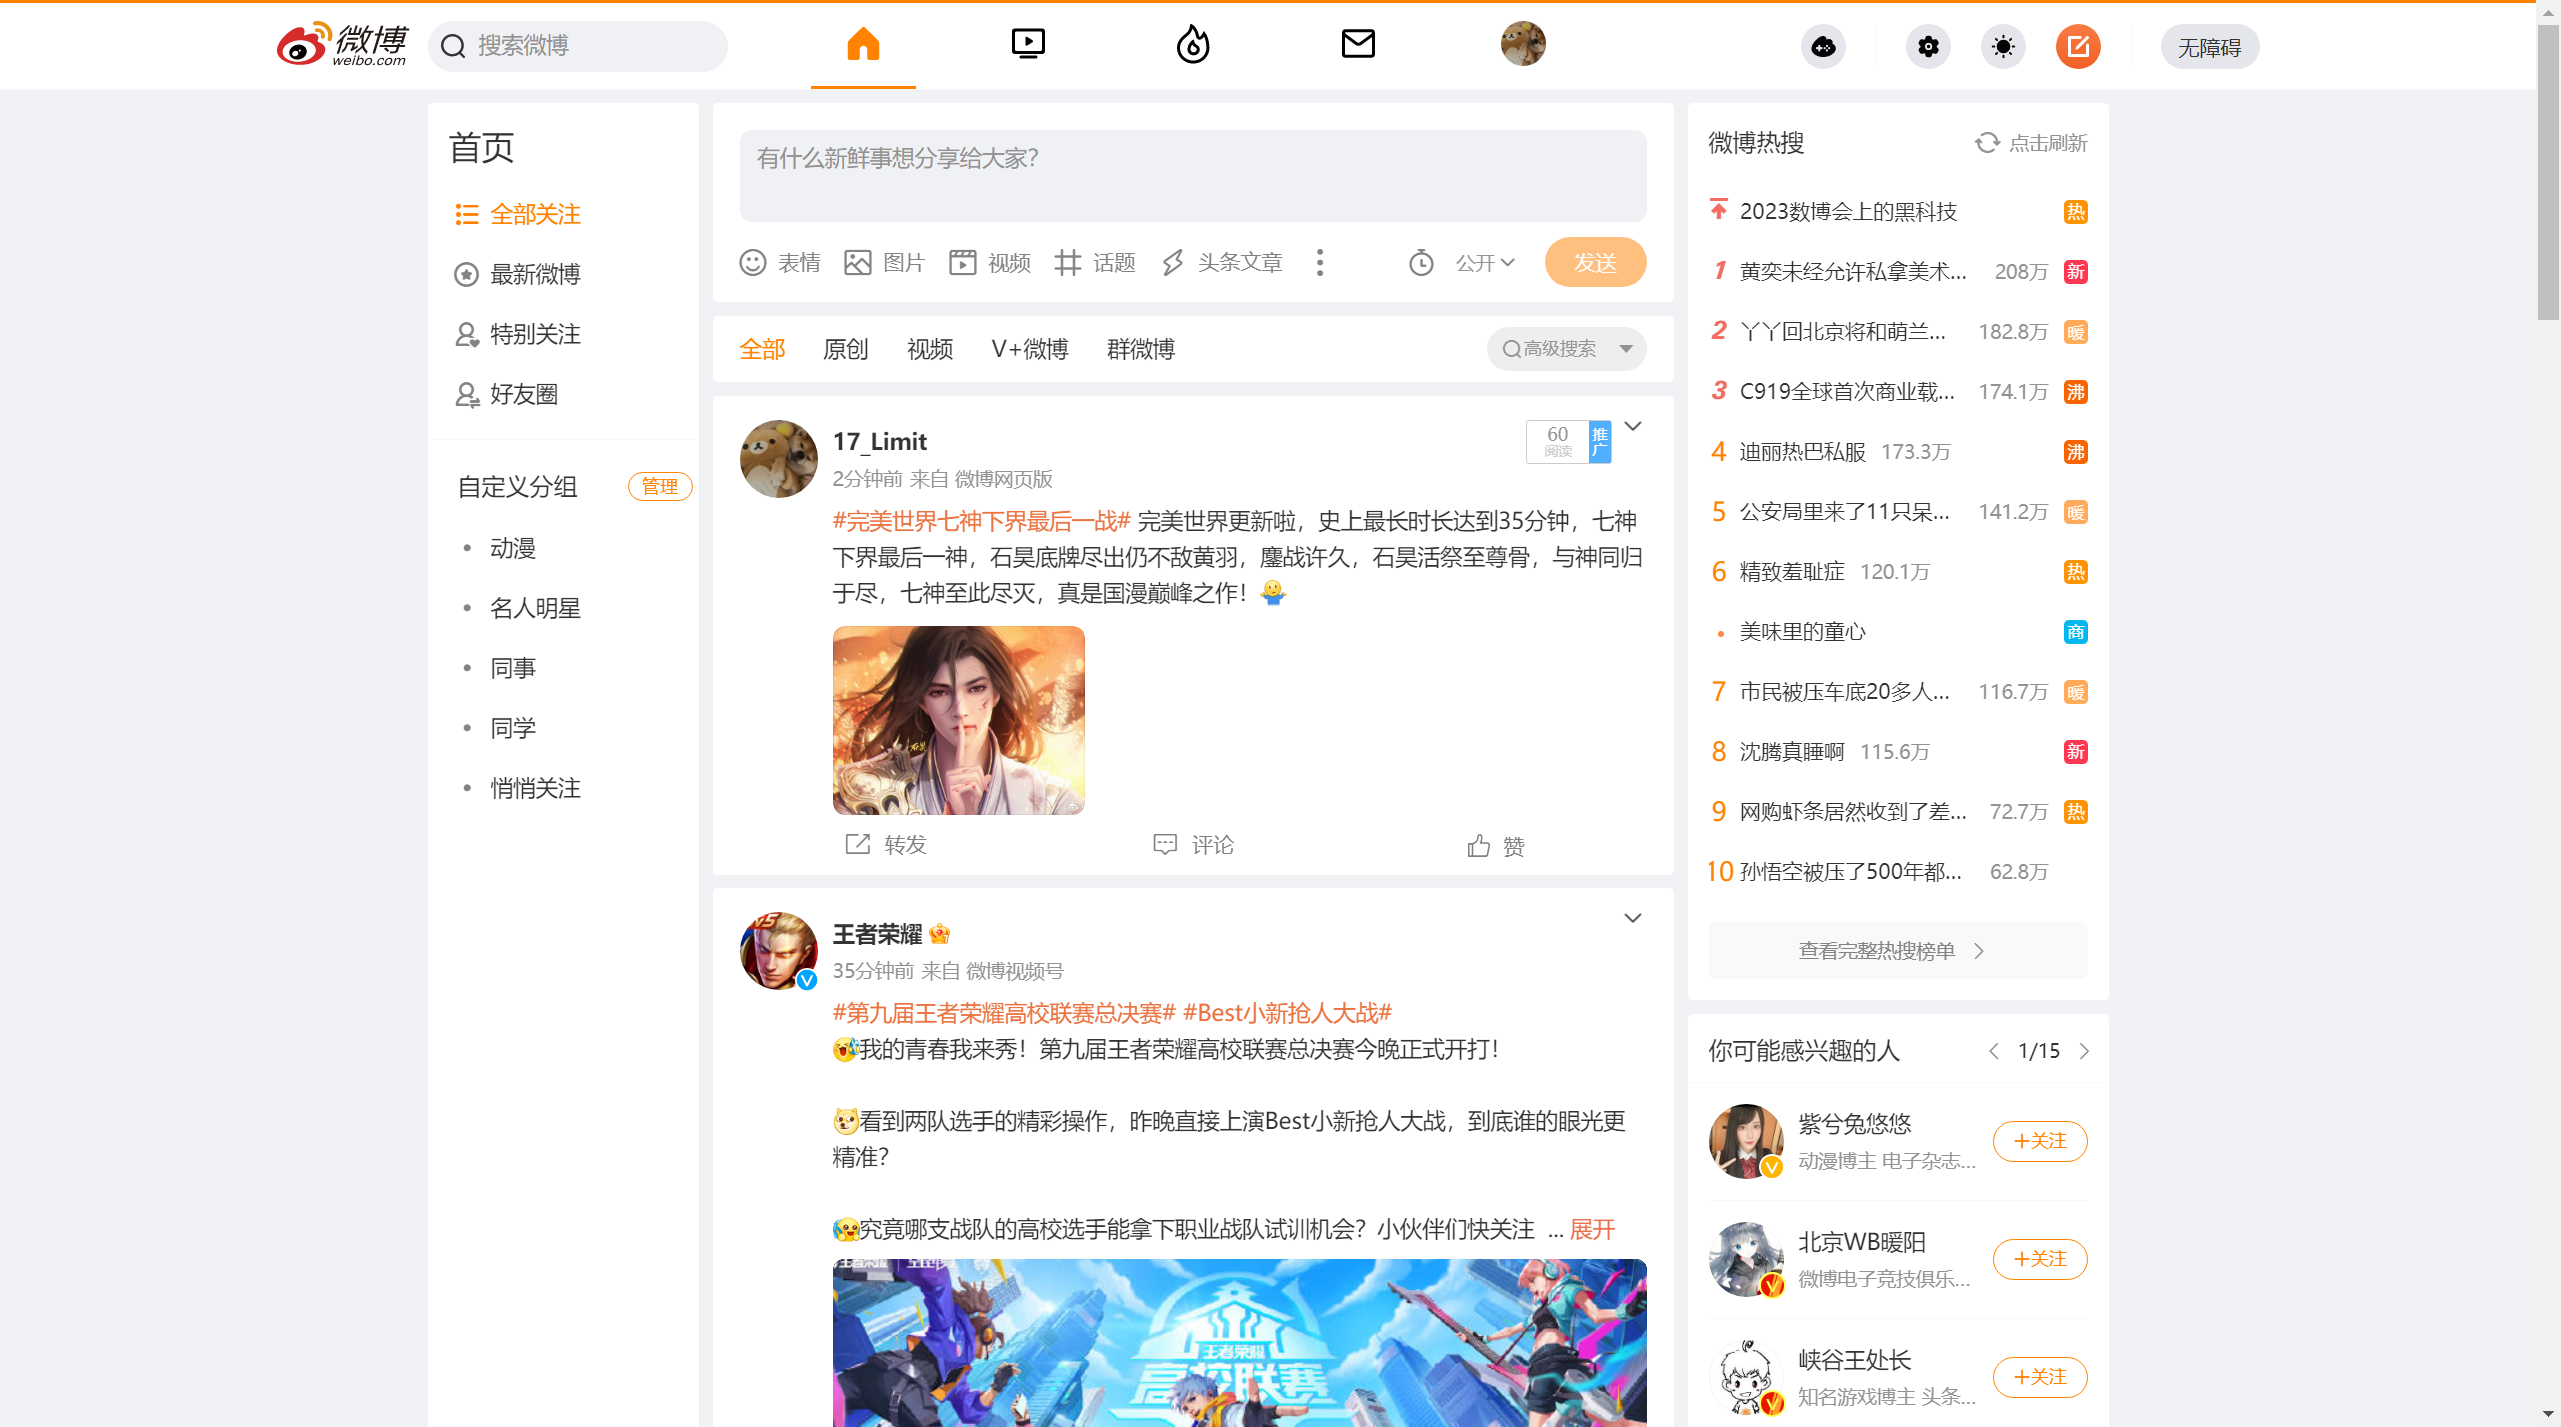 微博
weibo.com
搜索微博
无障碍
首页
全部关注
最新微博
特别关注
好友圈
自定义分组
管理
动漫
名人明星
同事
同学
悄悄关注
有什么新鲜事想分享给大家?
表情
图片
视频
话题
头条文章
公开
发送
全部
原创
视频
V+微博
群微博
高级搜索
17_Limit
60
阅读
推广
2分钟前 来自 微博网页版
#完美世界七神下界最后一战# 完美世界更新啦，史上最长时长达到35分钟，七神
下界最后一神，石昊底牌尽出仍不敌黄羽，鏖战许久，石昊活祭至尊骨，与神同归
于尽，七神至此尽灭，真是国漫巅峰之作！🤷
石昊
转发
评论
赞
王者荣耀
35分钟前 来自 微博视频号
#第九届王者荣耀高校联赛总决赛# #Best小新抢人大战#
我的青春我来秀！第九届王者荣耀高校联赛总决赛今晚正式开打！
看到两队选手的精彩操作，昨晚直接上演Best小新抢人大战，到底谁的眼光更
精准？
究竟哪支战队的高校选手能拿下职业战队试训机会？小伙伴们快关注 ... 展开
王者荣耀
高校联赛
微博热搜
点击刷新
2023数博会上的黑科技 热
1 黄奕未经允许私拿美术... 208万 新
2 丫丫回北京将和萌兰... 182.8万 暖
3 C919全球首次商业载... 174.1万 沸
4 迪丽热巴私服 173.3万 沸
5 公安局里来了11只呆... 141.2万 暖
6 精致羞耻症 120.1万 热
美味里的童心 商
7 市民被压车底20多人... 116.7万 暖
8 沈腾真睡啊 115.6万 新
9 网购虾条居然收到了差... 72.7万 热
10 孙悟空被压了500年都... 62.8万
查看完整热搜榜单
你可能感兴趣的人
1/15
紫兮兔悠悠
动漫博主 电子杂志...
+关注
北京WB暖阳
微博电子竞技俱乐...
+关注
峡谷王处长
知名游戏博主 头条...
+关注